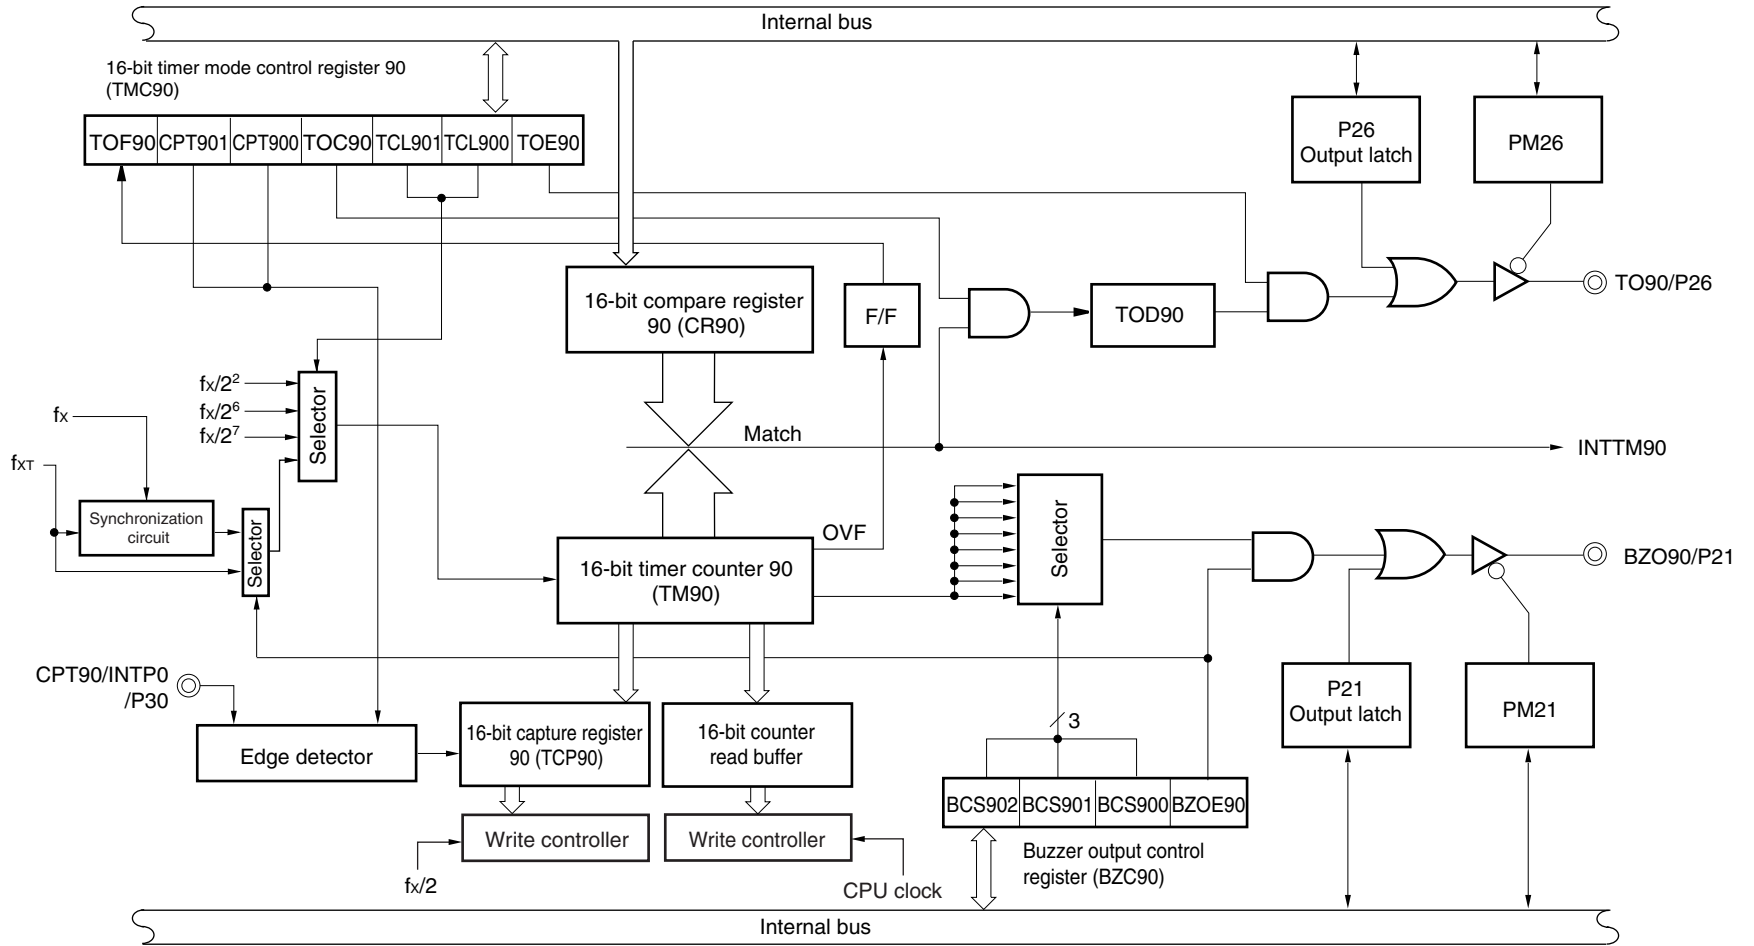 Internal bus
16-bit timer mode control register 90
(TMC90)
TOF90 CPT901 CPT900 TOC90 TCL901 TCL900 TOE90
P26
Output latch
PM26
16-bit compare register
90 (CR90)
F/F
TOD90
TO90/P26
fX/2²
fX/2⁶
fX/2⁷
Selector
fX
fXT
Match
INTTM90
Synchronization
circuit
Selector
OVF
16-bit timer counter 90
(TM90)
Selector
BZO90/P21
CPT90/INTP0
/P30
Edge detector
16-bit capture register
90 (TCP90)
16-bit counter
read buffer
3
P21
Output latch
PM21
BCS902 BCS901 BCS900 BZOE90
Write controller
Write controller
fX/2
CPU clock
Buzzer output control
register (BZC90)
Internal bus